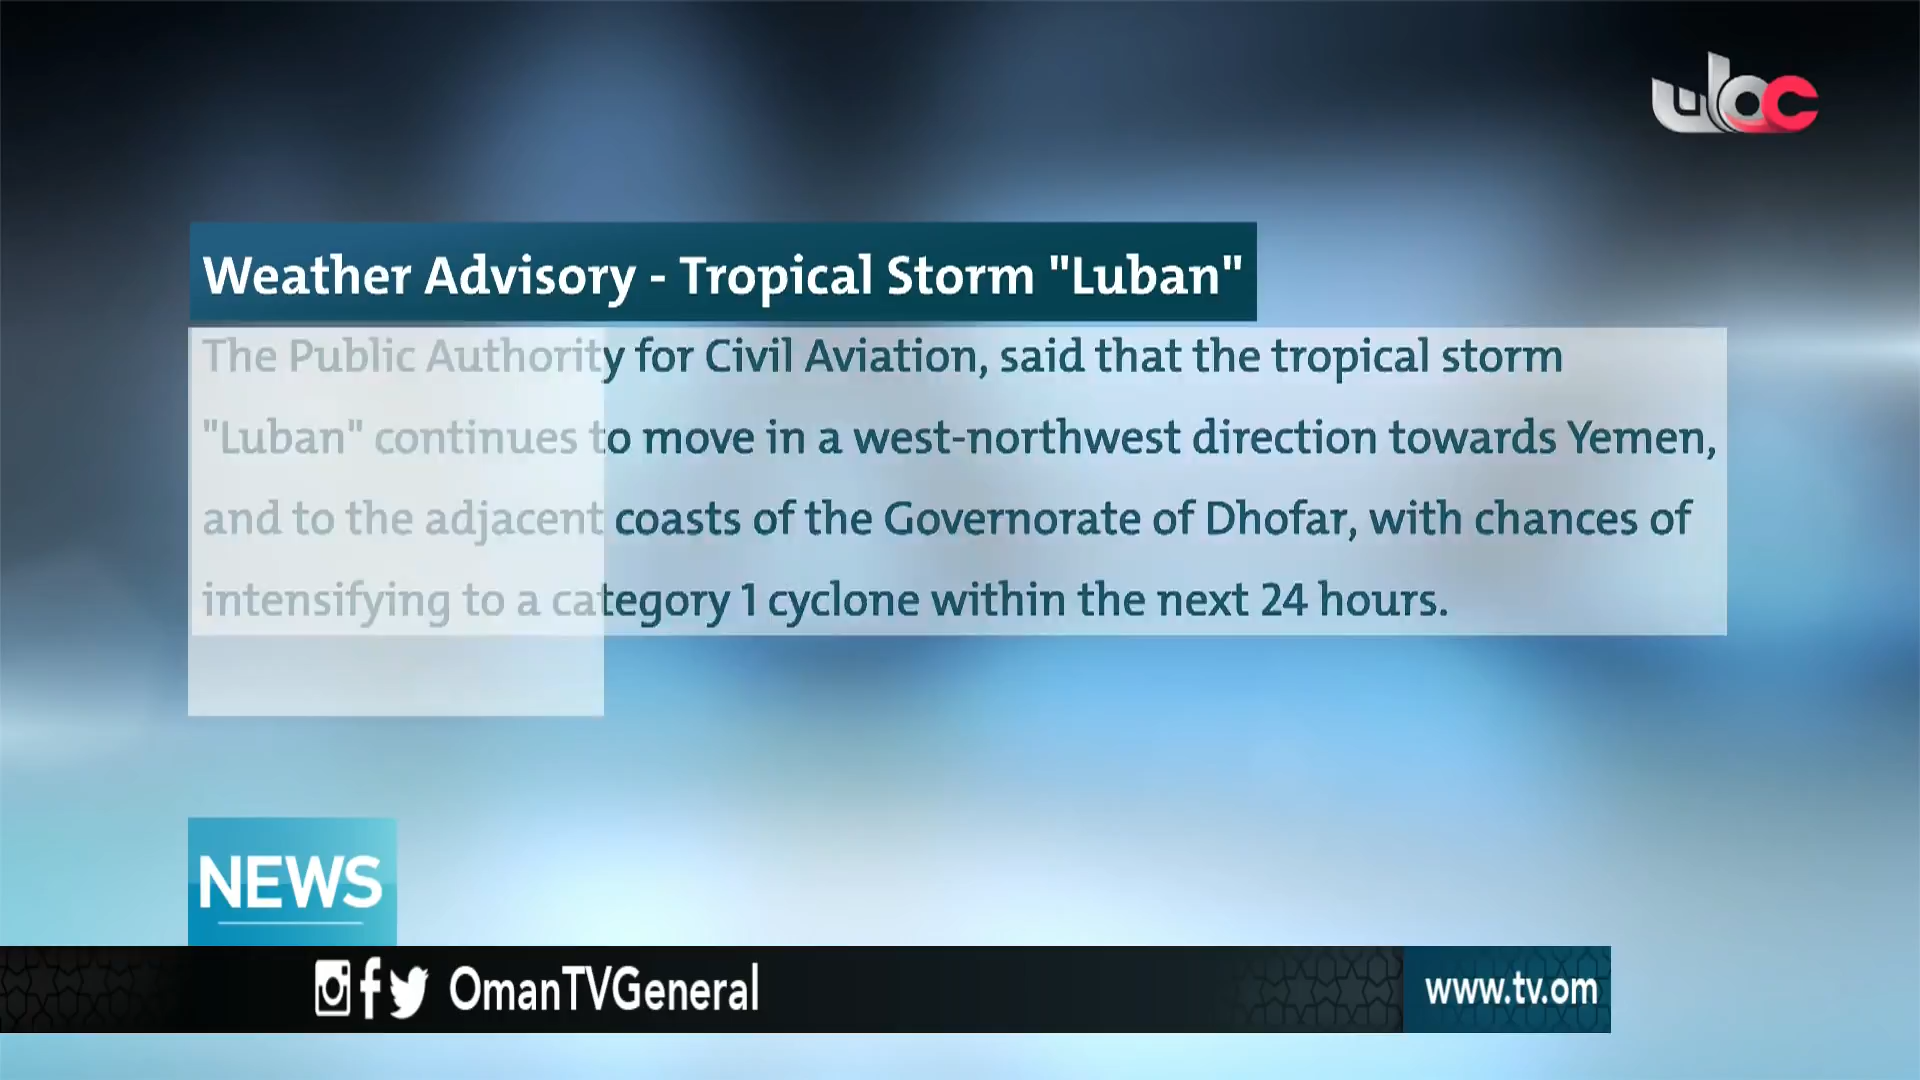 عمان
Weather Advisory - Tropical Storm "Luban"
The Public Authority for Civil Aviation, said that the tropical storm
"Luban" continues to move in a west-northwest direction towards Yemen,
and to the adjacent coasts of the Governorate of Dhofar, with chances of
intensifying to a category 1 cyclone within the next 24 hours.
NEWS
OmanTVGeneral
www.tv.om